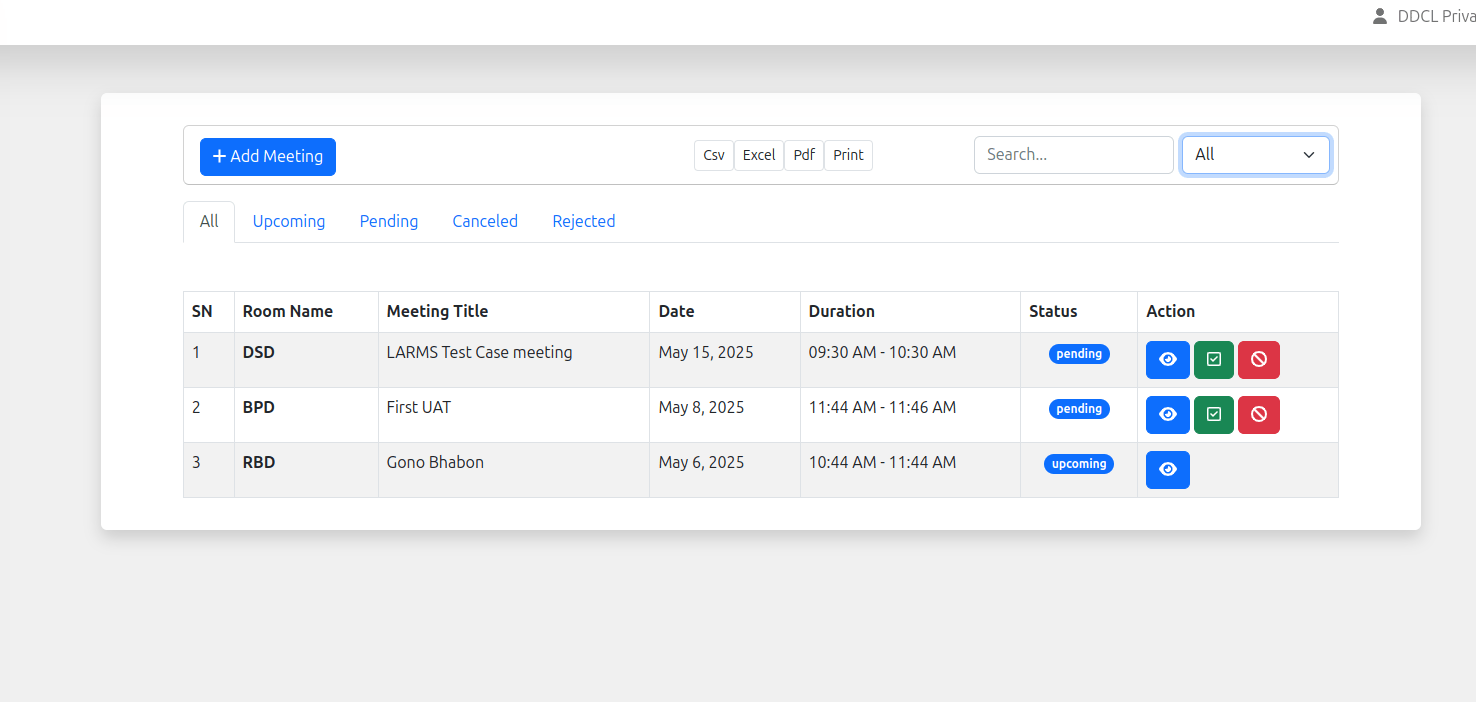 DDCL Priva
Add Meeting Csv Excel Pdf Print Search... All
All Upcoming Pending Canceled Rejected
SN Room Name Meeting Title Date Duration Status Action
1 DSD LARMS Test Case meeting May 15, 2025 09:30 AM - 10:30 AM pending
2 BPD First UAT May 8, 2025 11:44 AM - 11:46 AM pending
3 RBD Gono Bhabon May 6, 2025 10:44 AM - 11:44 AM upcoming